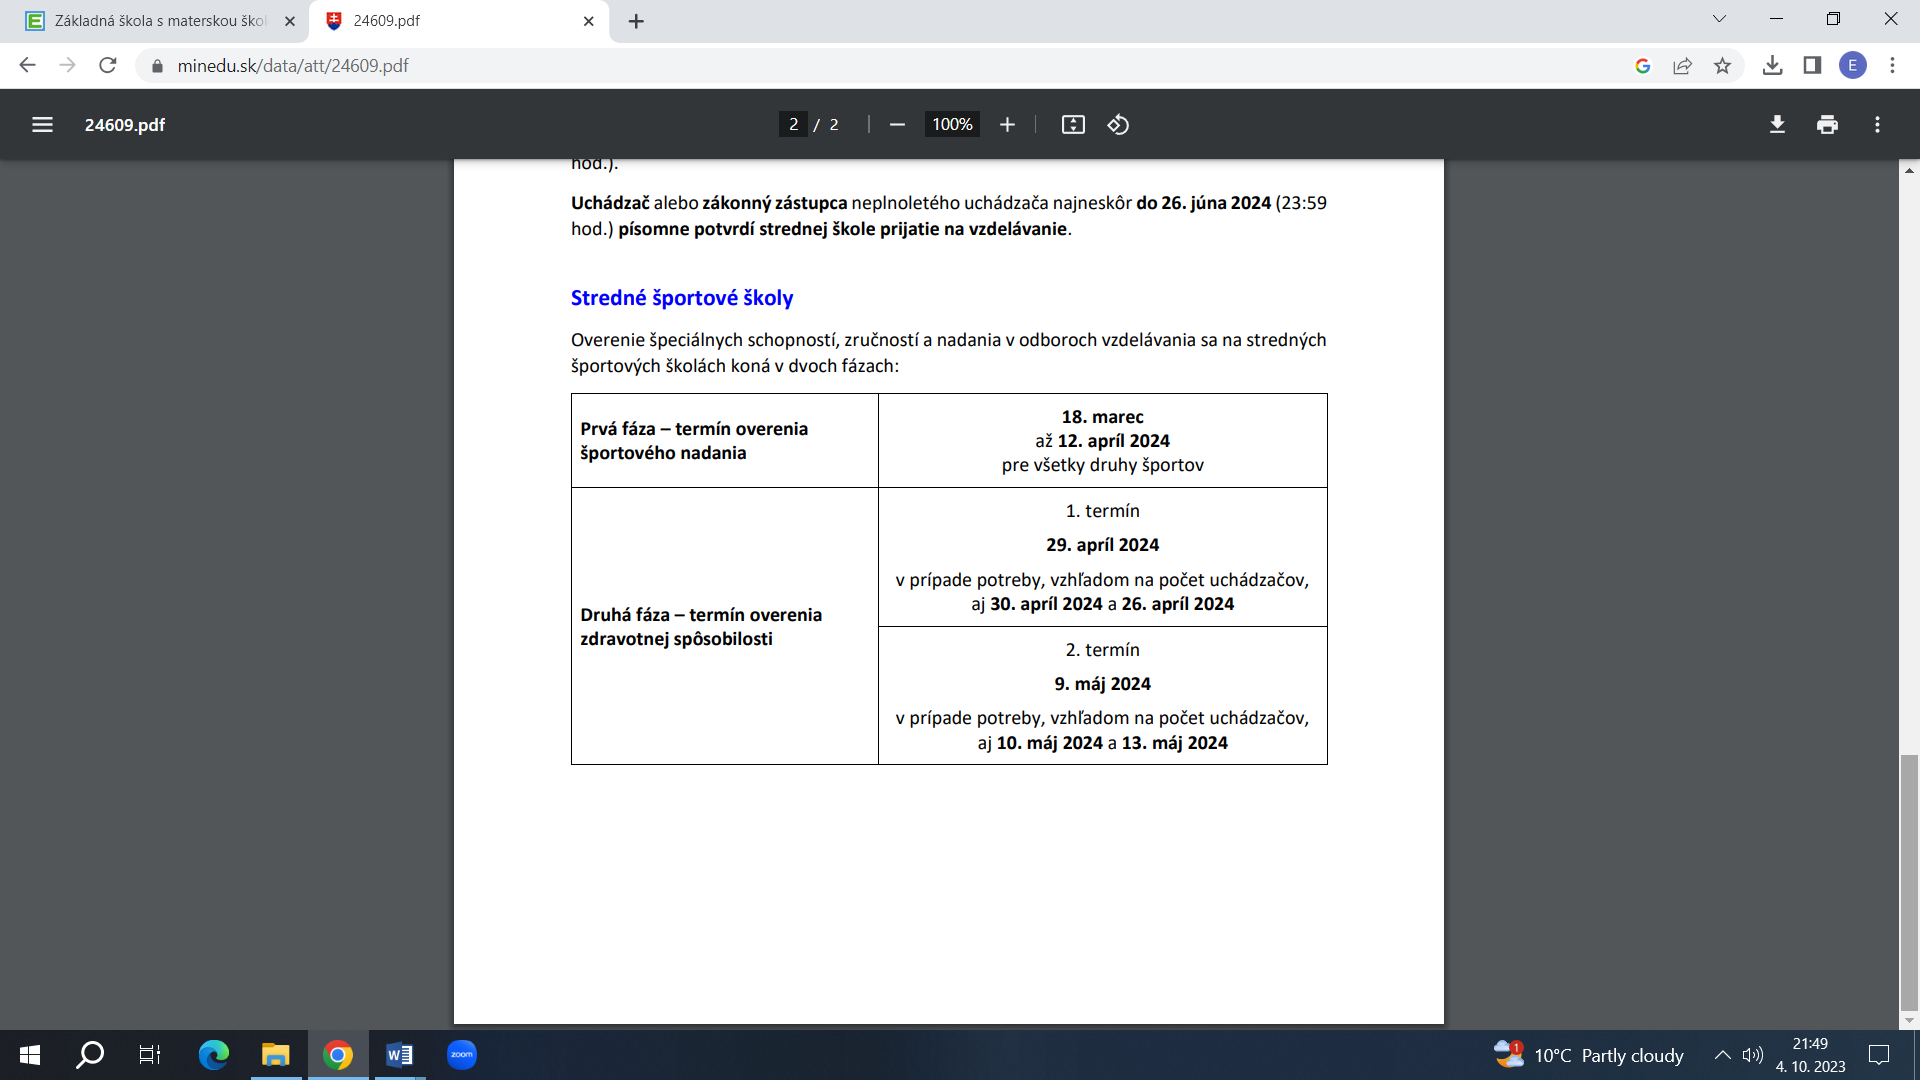 Základná škola s materskou ško
24609.pdf
minedu.sk/data/att/24609.pdf
E
24609.pdf
2 / 2
100%
hod.).
Uchádzač alebo zákonný zástupca neplnoletého uchádzača najneskôr do 26. júna 2024 (23:59
hod.) písomne potvrdí strednej škole prijatie na vzdelávanie.
Stredné športové školy
Overenie špeciálnych schopností, zručností a nadania v odboroch vzdelávania sa na stredných
športových školách koná v dvoch fázach:
Prvá fáza – termín overenia
športového nadania
18. marec
až 12. apríl 2024
pre všetky druhy športov
Druhá fáza – termín overenia
zdravotnej spôsobilosti
1. termín
29. apríl 2024
v prípade potreby, vzhľadom na počet uchádzačov,
aj 30. apríl 2024 a 26. apríl 2024
2. termín
9. máj 2024
v prípade potreby, vzhľadom na počet uchádzačov,
aj 10. máj 2024 a 13. máj 2024
zoom
1
10°C Partly cloudy
21:49
4. 10. 2023